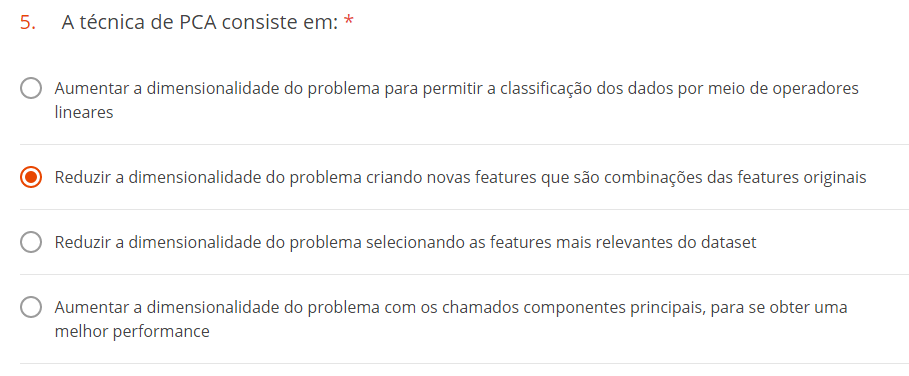 5. A técnica de PCA consiste em: *
Aumentar a dimensionalidade do problema para permitir a classificação dos dados por meio de operadores
lineares
Reduzir a dimensionalidade do problema criando novas features que são combinações das features originais
Reduzir a dimensionalidade do problema selecionando as features mais relevantes do dataset
Aumentar a dimensionalidade do problema com os chamados componentes principais, para se obter uma
melhor performance